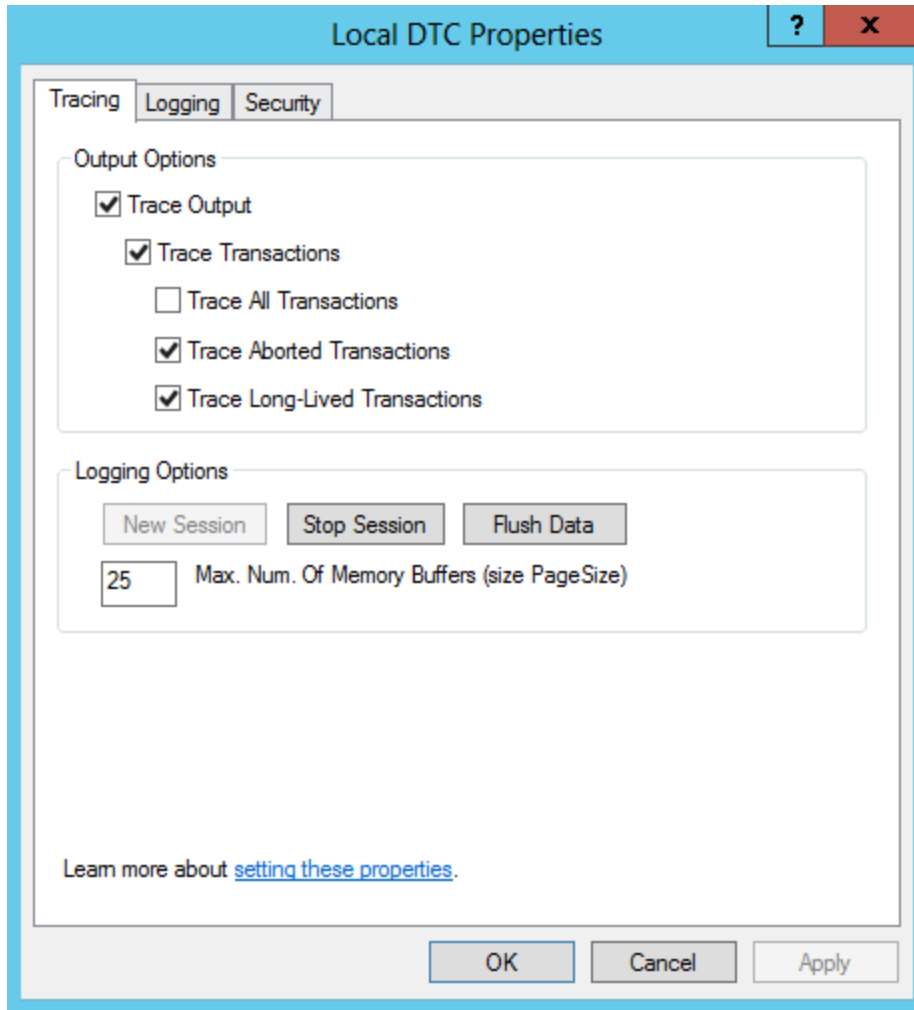 Local DTC Properties
? x
Tracing Logging Security
Output Options
Trace Output
Trace Transactions
Trace All Transactions
Trace Aborted Transactions
Trace Long-Lived Transactions
Logging Options
New Session Stop Session Flush Data
25 Max. Num. Of Memory Buffers (size PageSize)
Learn more about setting these properties.
OK Cancel Apply